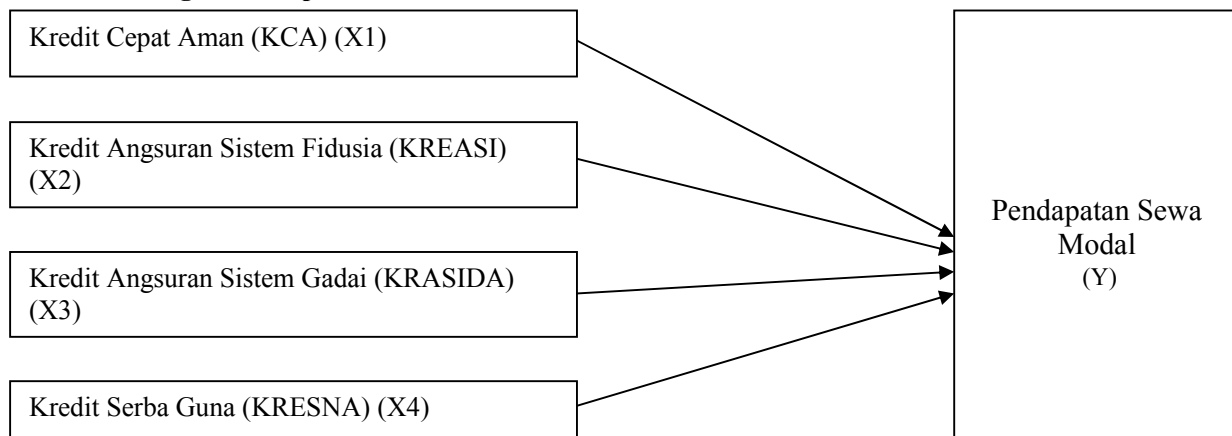 Kredit Cepat Aman (KCA) (X1)
Kredit Angsuran Sistem Fidusia (KREASI)
(X2)
Kredit Angsuran Sistem Gadai (KRASIDA)
(X3)
Kredit Serba Guna (KRESNA) (X4)
Pendapatan Sewa
Modal
(Y)